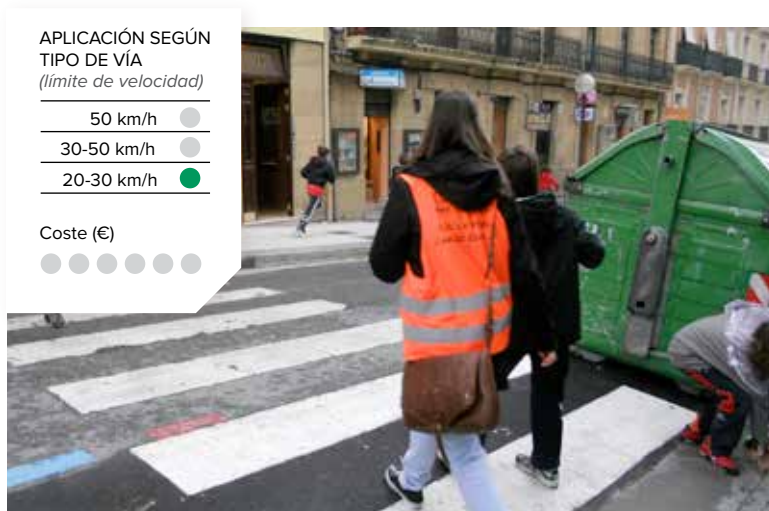 APLICACIÓN SEGÚN
TIPO DE VÍA
(límite de velocidad)
50 km/h
30-50 km/h
20-30 km/h
Coste (€)